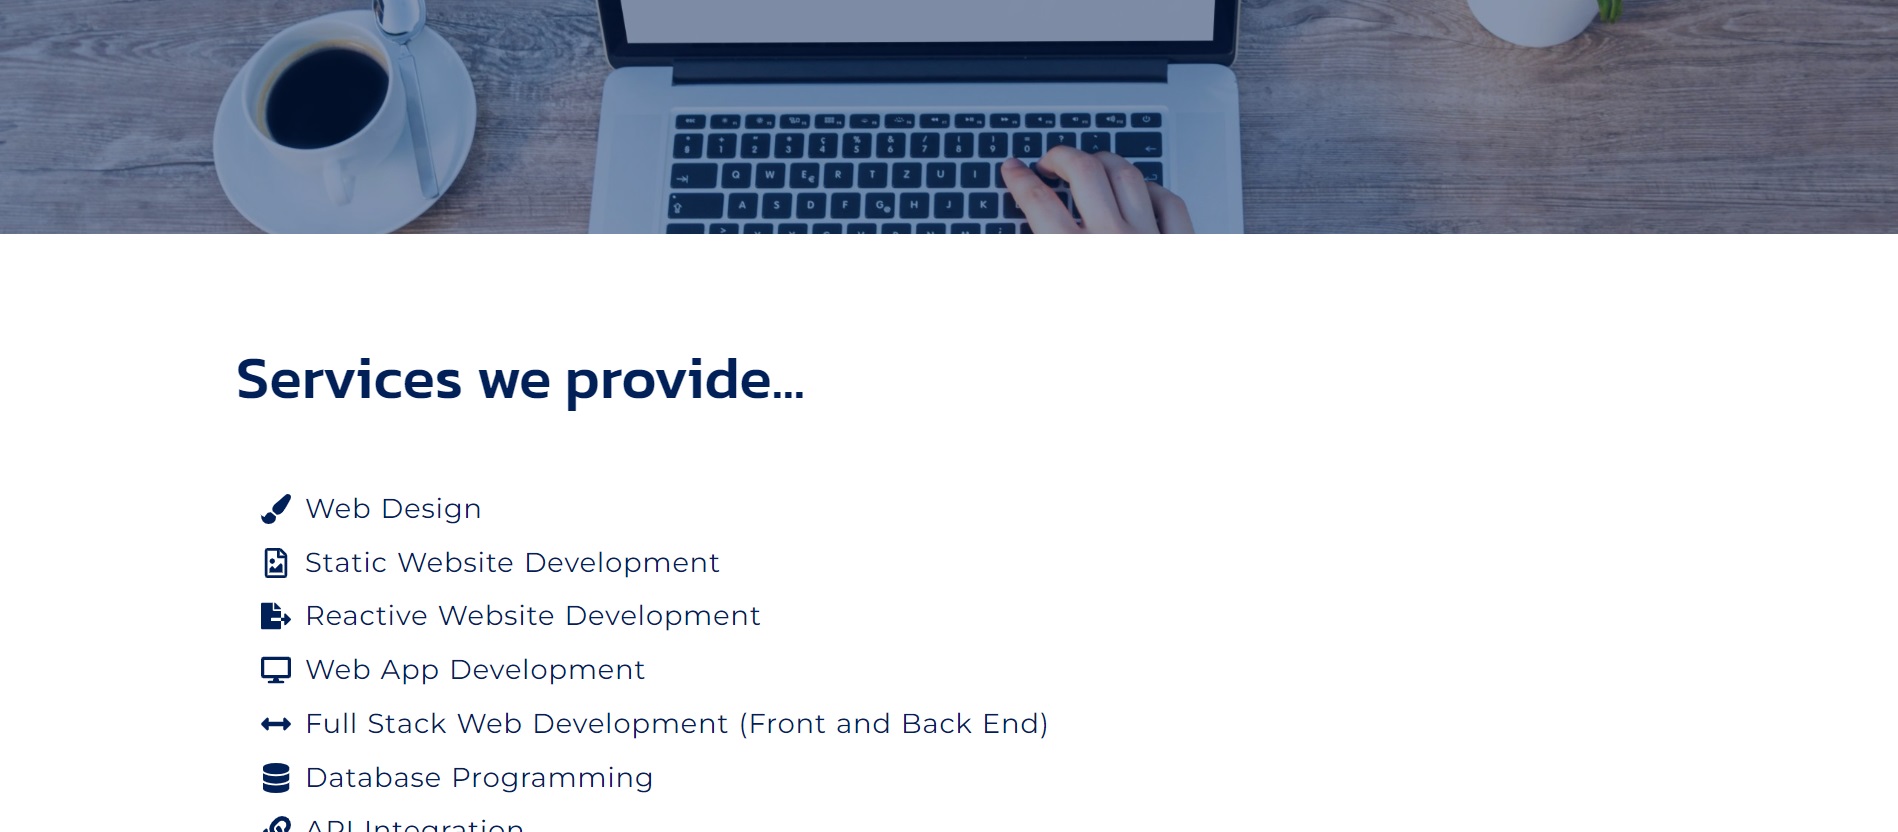 Services we provide...
Web Design
Static Website Development
Reactive Website Development
Web App Development
Full Stack Web Development (Front and Back End)
Database Programming
API Integration